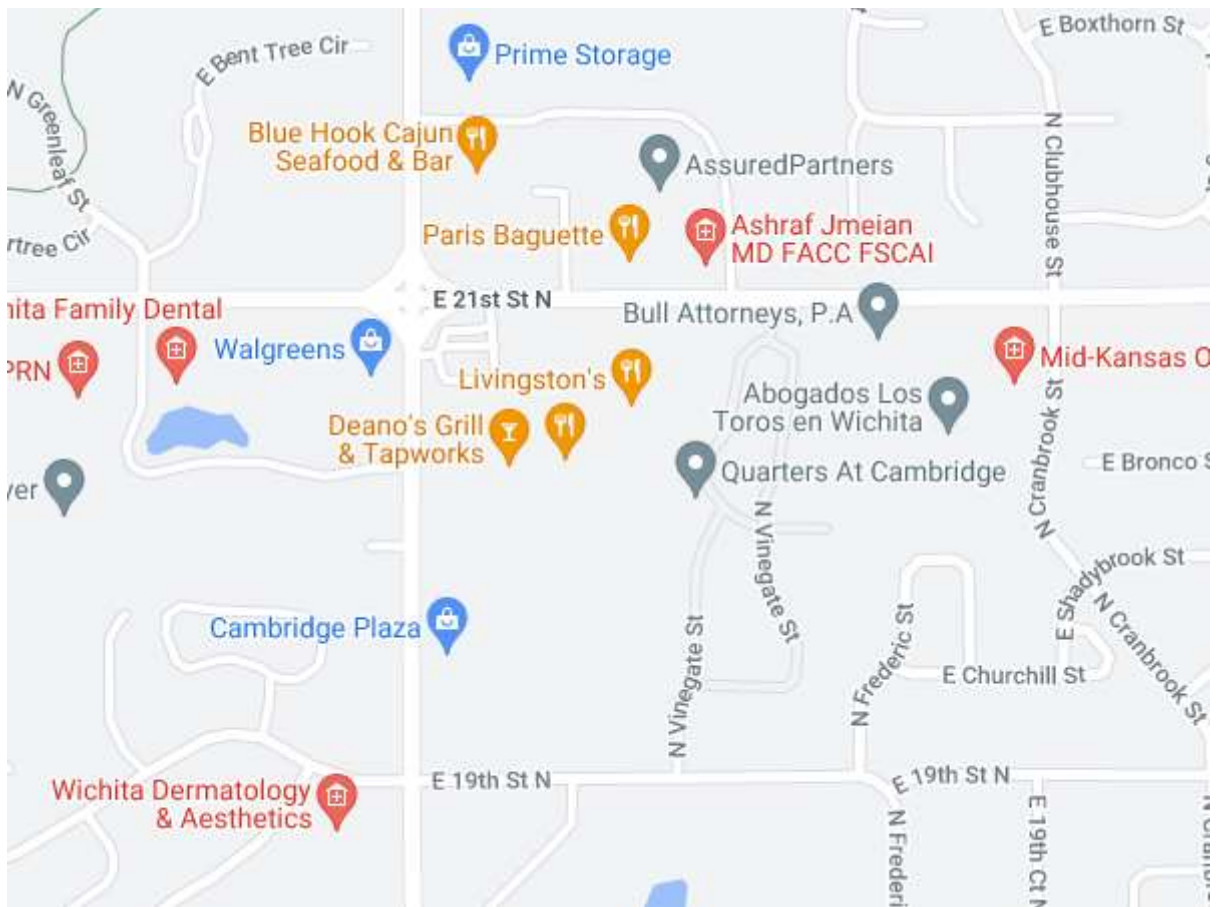 E Boxthorn St
E Bent Tree Cir
Prime Storage
N Greenleaf St
Blue Hook Cajun
Seafood & Bar
N Clubhouse St
AssuredPartners
Paris Baguette
Ashraf Jmeian
MD FACC FSCAI
rtree Cir
E 21st St N
nita Family Dental
Bull Attorneys, P.A
Walgreens
PRN
Mid-Kansas O
Livingston's
Abogados Los
Toros en Wichita
Deano's Grill
& Tapworks
N Cranbrook St
Quarters At Cambridge
E Bronco S
yer
N Vinegate St
E Shadybrook St
N Cranbrook St
Cambridge Plaza
N Vinegate St
N Frederic St
E Churchill St
E 19th St N
E 19th St N
Wichita Dermatology
& Aesthetics
N Frederi
E 19th Ct N